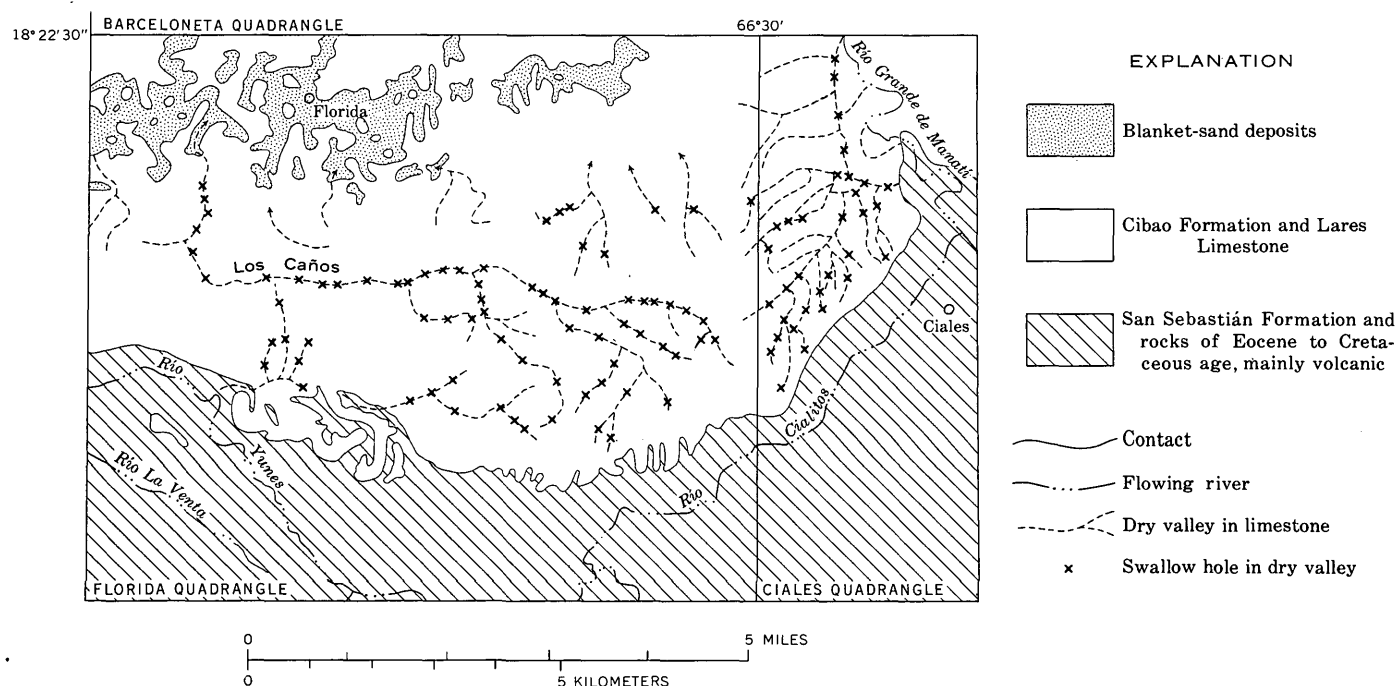 BARCELONETA QUADRANGLE
18°22'30"
66°30'
Río Grande de Manatí
Florida
Los Caños
Ciales
Río
Yunes
Río La Venta
Río
Cialitos
FLORIDA QUADRANGLE
CIALES QUADRANGLE
0
5 MILES
0
5 KILOMETERS
EXPLANATION
Blanket-sand deposits
Cibao Formation and Lares
Limestone
San Sebastián Formation and
rocks of Eocene to Creta-
ceous age, mainly volcanic
Contact
Flowing river
Dry valley in limestone
Swallow hole in dry valley